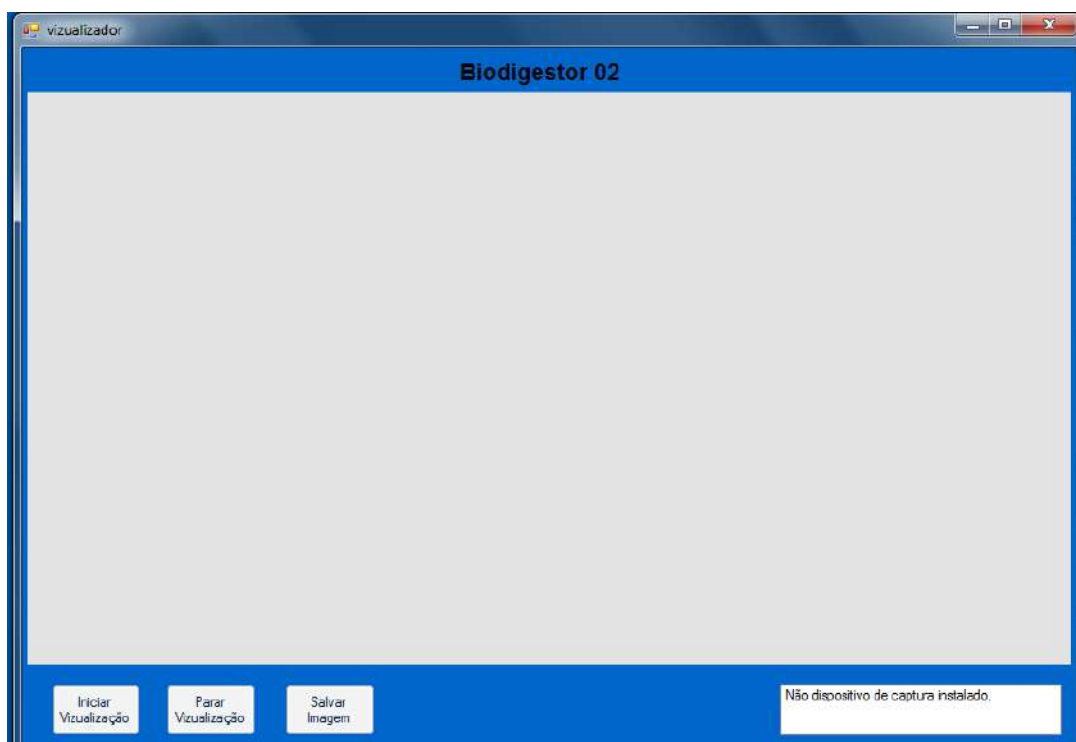 vizualizador
Biodigestor 02
Iniciar
Vizualização
Parar
Vizualização
Salvar
Imagem
Não dispositivo de captura instalado.